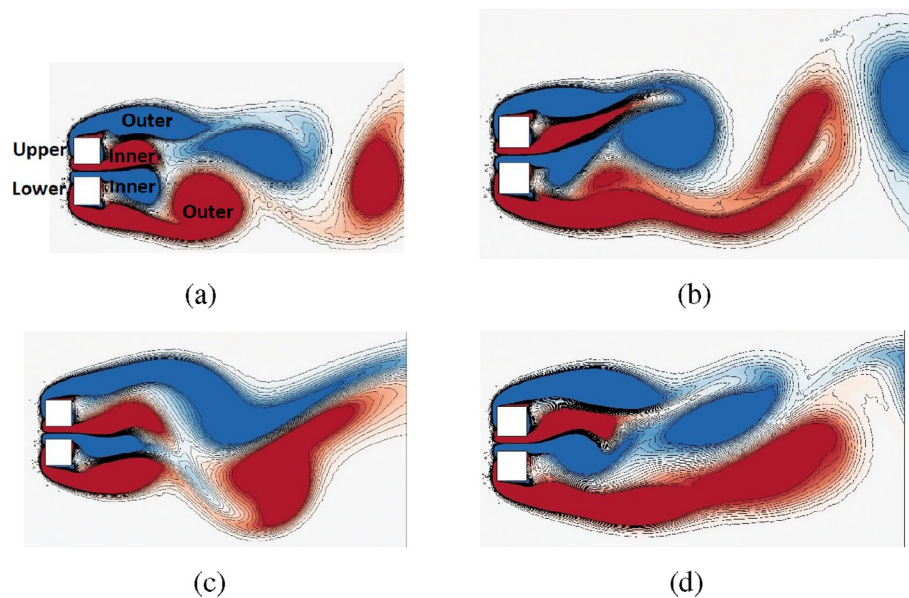 Outer
Upper
Inner
Lower
Inner
Outer
(a)
(b)
(c)
(d)